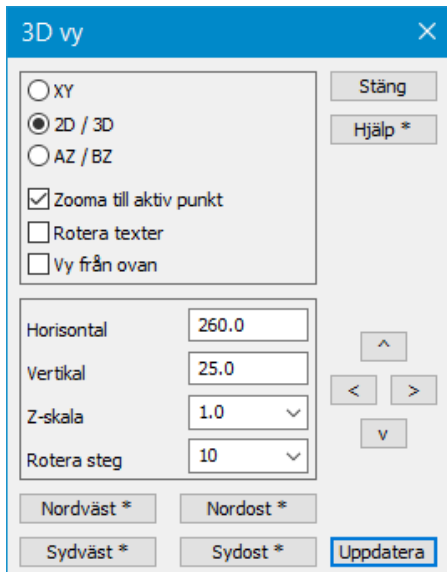 3D vy
XY
Stäng
2D / 3D
Hjälp *
AZ / BZ
Zooma till aktiv punkt
Rotera texter
Vy från ovan
Horisontal 260.0
^
Vertikal 25.0
< >
Z-skala 1.0
v
Rotera steg 10
Nordväst * Nordost *
Sydväst * Sydost * Uppdatera